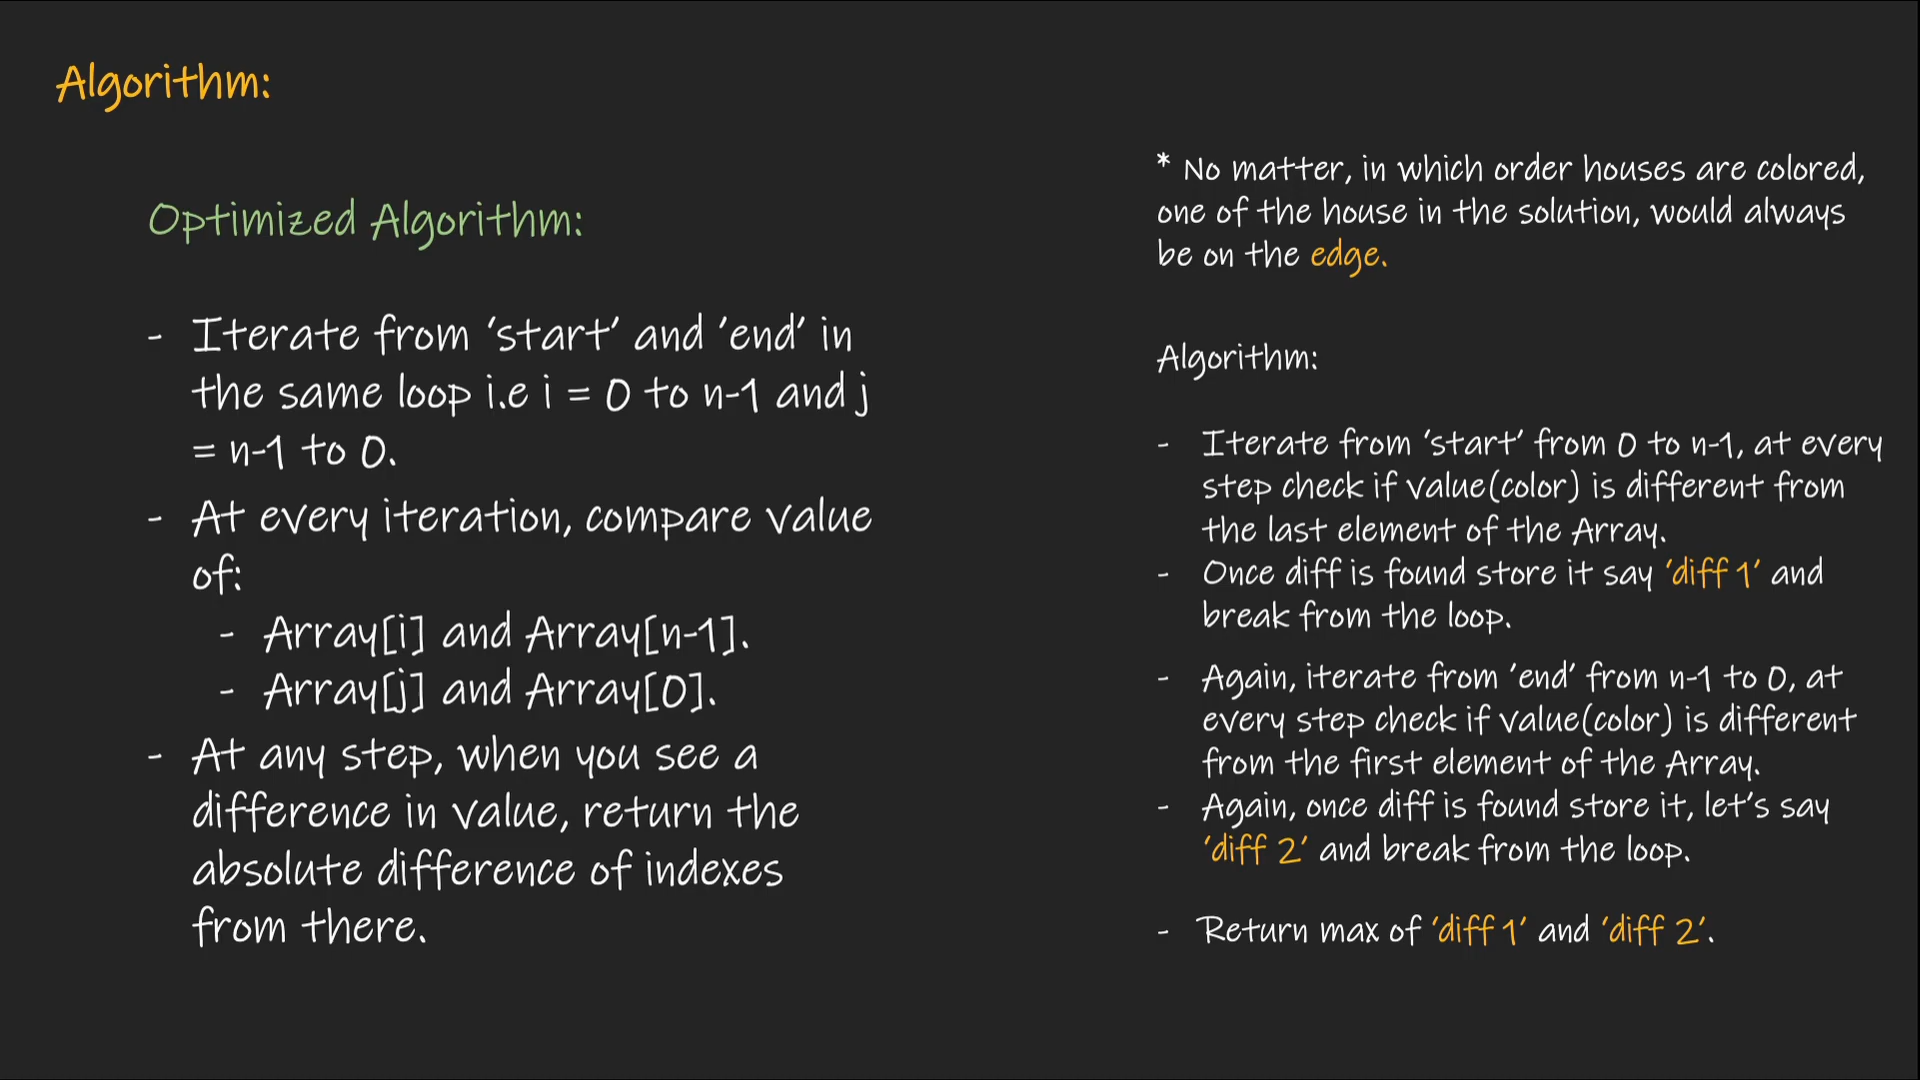 Algorithm:
Optimized Algorithm:
- Iterate from 'start' and 'end' in
the same loop i.e i = 0 to n-1 and j
= n-1 to 0.
- At every iteration, compare value
of:
- Array[i] and Array[n-1].
- Array[j] and Array[0].
- At any step, when you see a
difference in value, return the
absolute difference of indexes
from there.
* No matter, in which order houses are colored,
one of the house in the solution, would always
be on the edge.
Algorithm:
- Iterate from 'start' from 0 to n-1, at every
step check if value(color) is different from
the last element of the Array.
- Once diff is found store it say 'diff 1' and
break from the loop.
- Again, iterate from 'end' from n-1 to 0, at
every step check if value(color) is different
from the first element of the Array.
- Again, once diff is found store it, let's say
'diff 2' and break from the loop.
- Return max of 'diff 1' and 'diff 2'.